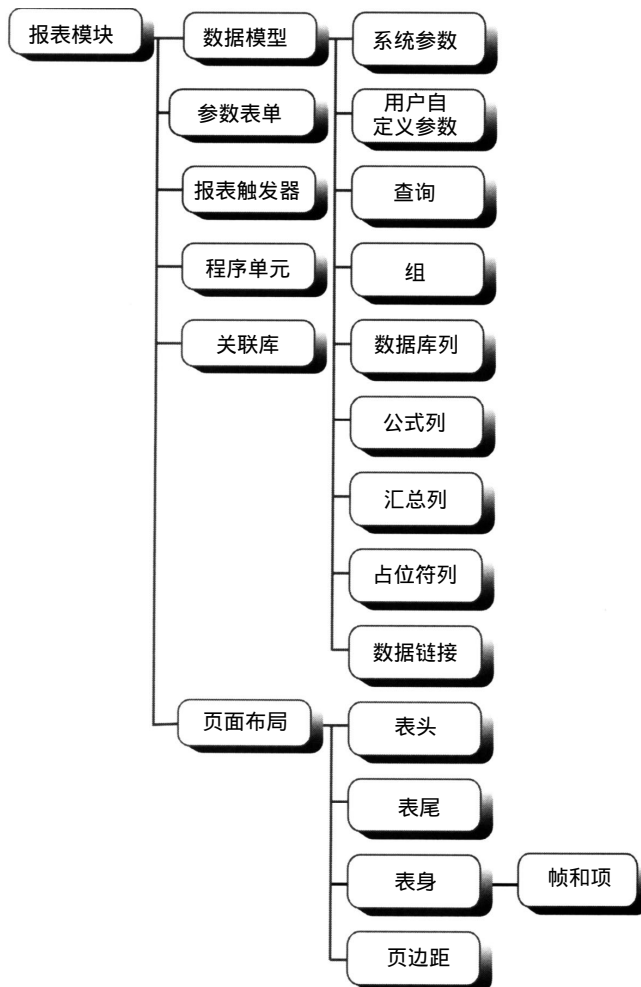 报表模块
数据模型
系统参数
参数表单
用户自
定义参数
报表触发器
查询
程序单元
组
关联库
数据库列
公式列
汇总列
占位符列
数据链接
页面布局
表头
表尾
表身
帧和项
页边距